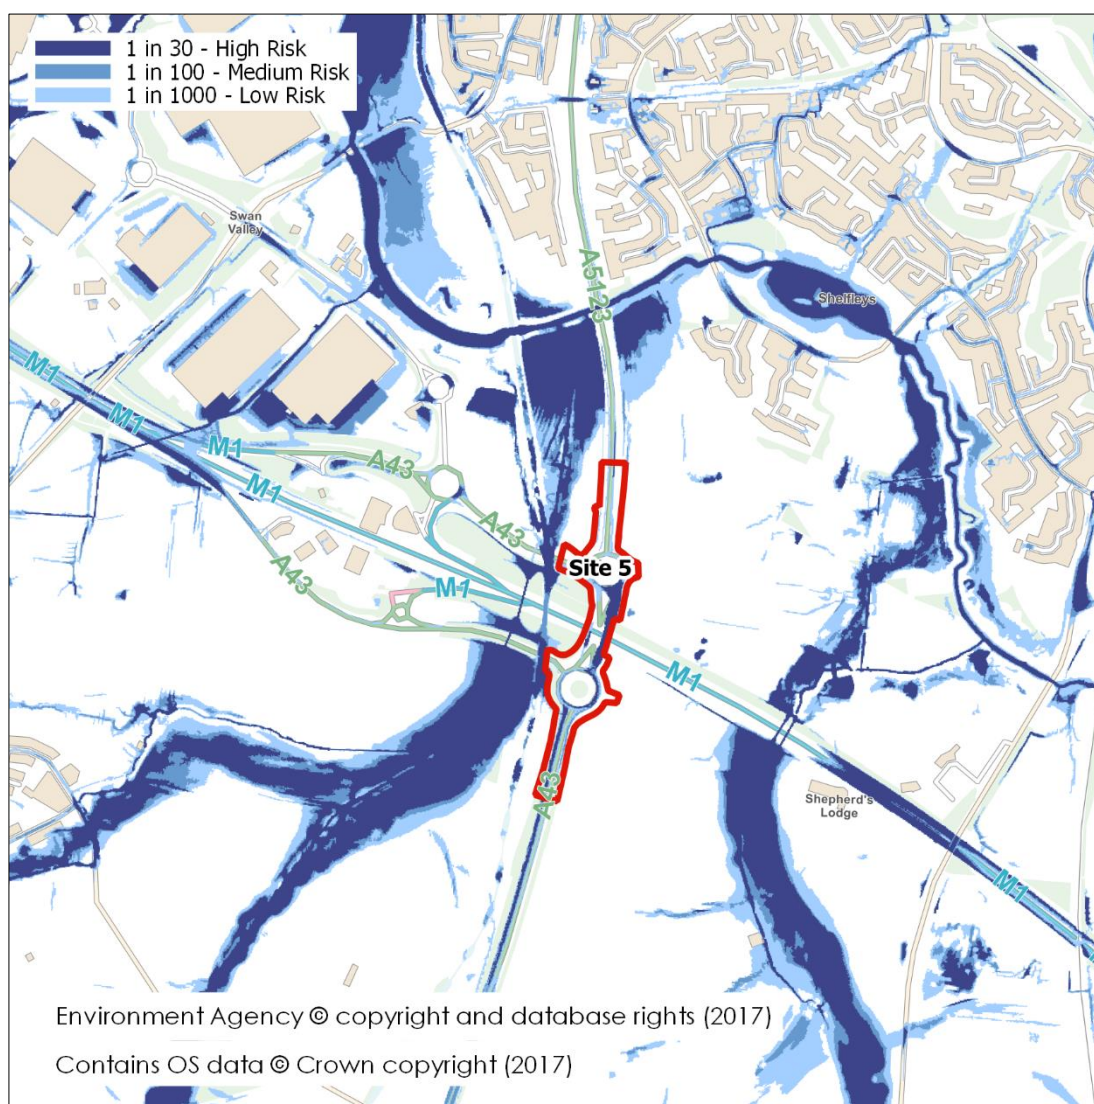 1 in 30 - High Risk
1 in 100 - Medium Risk
1 in 1000 - Low Risk
Swan
Valley
A5123
Shelfleys
M1
M1
M1
A43
M1
A43
A43
Site 5
M1
M1
A43
Shepherd's
Lodge
M1
M1
Environment Agency © copyright and database rights (2017)
Contains OS data © Crown copyright (2017)